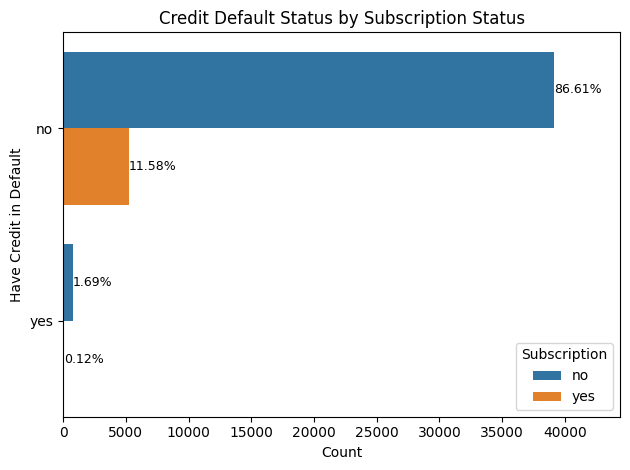 Credit Default Status by Subscription Status
Have Credit in Default
no
86.61%
11.58%
yes
1.69%
0.12%
Subscription
no
yes
0 5000 10000 15000 20000 25000 30000 35000 40000
Count